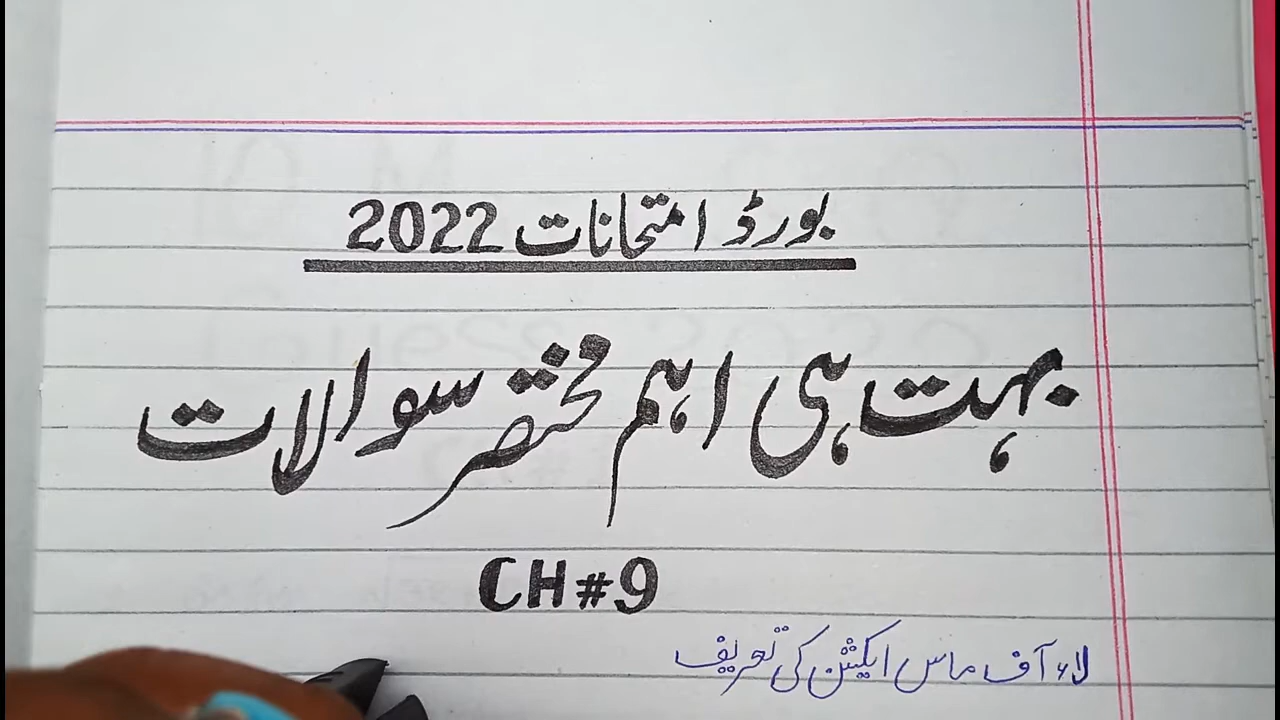 بورڈ امتحانات 2022
بہت ہی اہم مختصر سوالات
CH#9
لاء آف ماس ایکشن کی تعریف